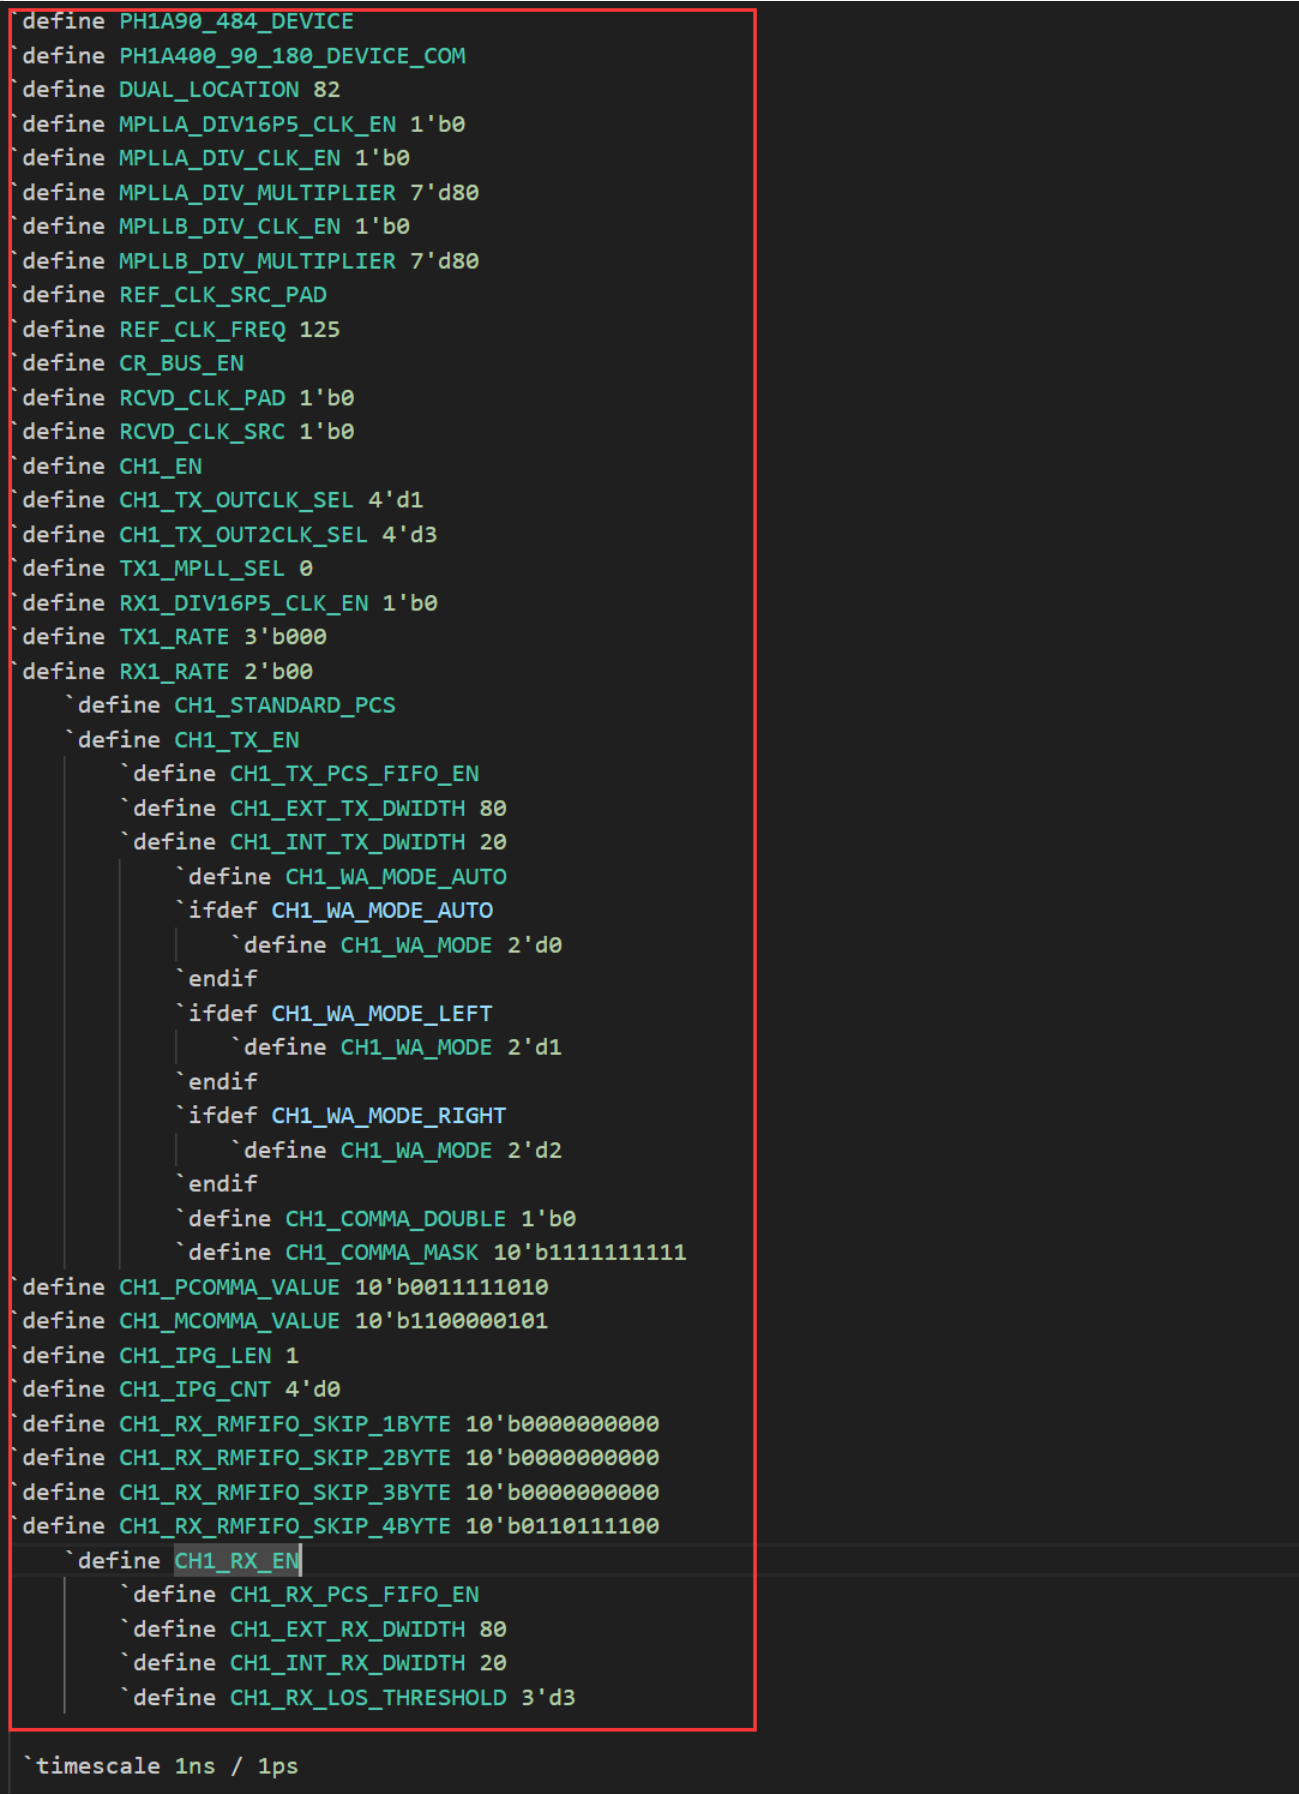 `define PH1A90_484_DEVICE
`define PH1A400_90_180_DEVICE_COM
`define DUAL_LOCATION 82
`define MPLLA_DIV16P5_CLK_EN 1'b0
`define MPLLA_DIV_CLK_EN 1'b0
`define MPLLA_DIV_MULTIPLIER 7'd80
`define MPLLB_DIV_CLK_EN 1'b0
`define MPLLB_DIV_MULTIPLIER 7'd80
`define REF_CLK_SRC_PAD
`define REF_CLK_FREQ 125
`define CR_BUS_EN
`define RCVD_CLK_PAD 1'b0
`define RCVD_CLK_SRC 1'b0
`define CH1_EN
`define CH1_TX_OUTCLK_SEL 4'd1
`define CH1_TX_OUT2CLK_SEL 4'd3
`define TX1_MPLL_SEL 0
`define RX1_DIV16P5_CLK_EN 1'b0
`define TX1_RATE 3'b000
`define RX1_RATE 2'b00
    `define CH1_STANDARD_PCS
    `define CH1_TX_EN
        `define CH1_TX_PCS_FIFO_EN
        `define CH1_EXT_TX_DWIDTH 80
        `define CH1_INT_TX_DWIDTH 20
            `define CH1_WA_MODE_AUTO
            `ifdef CH1_WA_MODE_AUTO
                `define CH1_WA_MODE 2'd0
            `endif
            `ifdef CH1_WA_MODE_LEFT
                `define CH1_WA_MODE 2'd1
            `endif
            `ifdef CH1_WA_MODE_RIGHT
                `define CH1_WA_MODE 2'd2
            `endif
            `define CH1_COMMA_DOUBLE 1'b0
            `define CH1_COMMA_MASK 10'b1111111111
`define CH1_PCOMMA_VALUE 10'b0011111010
`define CH1_MCOMMA_VALUE 10'b1100000101
`define CH1_IPG_LEN 1
`define CH1_IPG_CNT 4'd0
`define CH1_RX_RMFIFO_SKIP_1BYTE 10'b0000000000
`define CH1_RX_RMFIFO_SKIP_2BYTE 10'b0000000000
`define CH1_RX_RMFIFO_SKIP_3BYTE 10'b0000000000
`define CH1_RX_RMFIFO_SKIP_4BYTE 10'b0110111100
    `define CH1_RX_EN
        `define CH1_RX_PCS_FIFO_EN
        `define CH1_EXT_RX_DWIDTH 80
        `define CH1_INT_RX_DWIDTH 20
        `define CH1_RX_LOS_THRESHOLD 3'd3
`timescale 1ns / 1ps